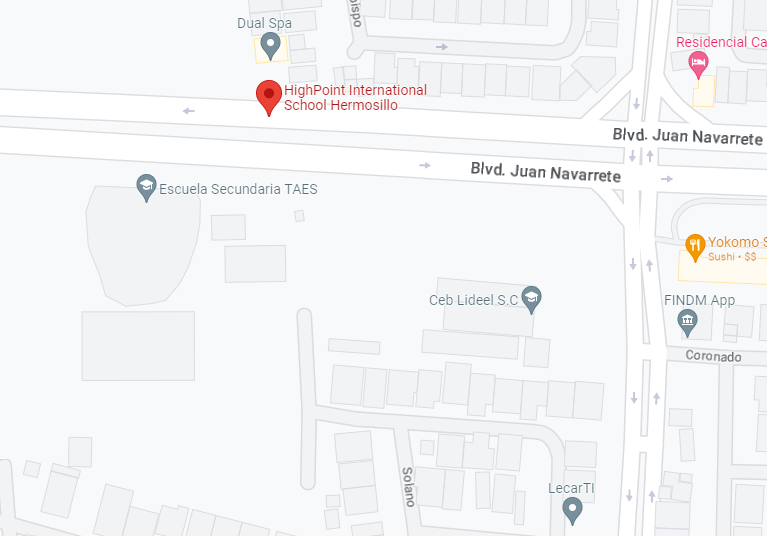 Dual Spa
Residencial Ca
HighPoint International
School Hermosillo
Blvd. Juan Navarrete
Blvd. Juan Navarrete
Escuela Secundaria TAES
Yokomo S
Sushi • $$
Ceb Lideel S.C
FINDM App
Coronado
Solano
LecarTI